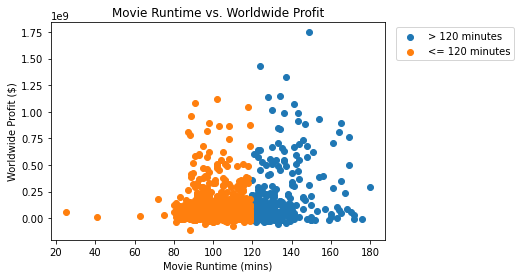 Movie Runtime vs. Worldwide Profit
1e9
1.75
1.50
1.25
1.00
0.75
0.50
0.25
0.00
Worldwide Profit ($)
20 40 60 80 100 120 140 160 180
Movie Runtime (mins)
> 120 minutes
<= 120 minutes